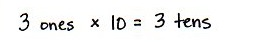 3 ones × 10 = 3 tens